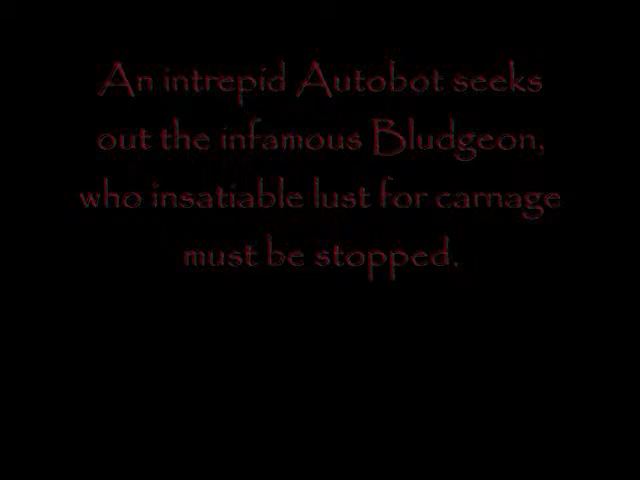 An intrepid Autobot seeks
out the infamous Bludgeon,
who insatiable lust for carnage
must be stopped.